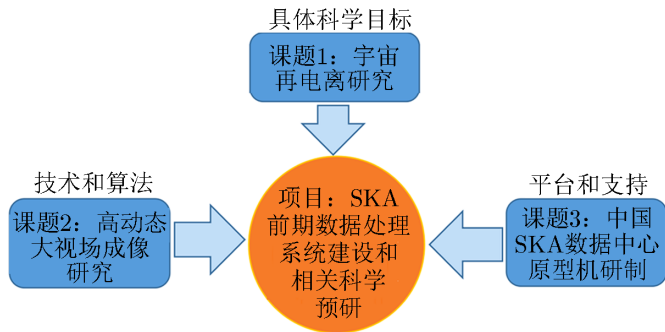 具体科学目标
课题1：宇宙
再电离研究
技术和算法
课题2：高动态
大视场成像
研究
项目：SKA
前期数据处理
系统建设和
相关科学
预研
平台和支持
课题3：中国
SKA数据中心
原型机研制